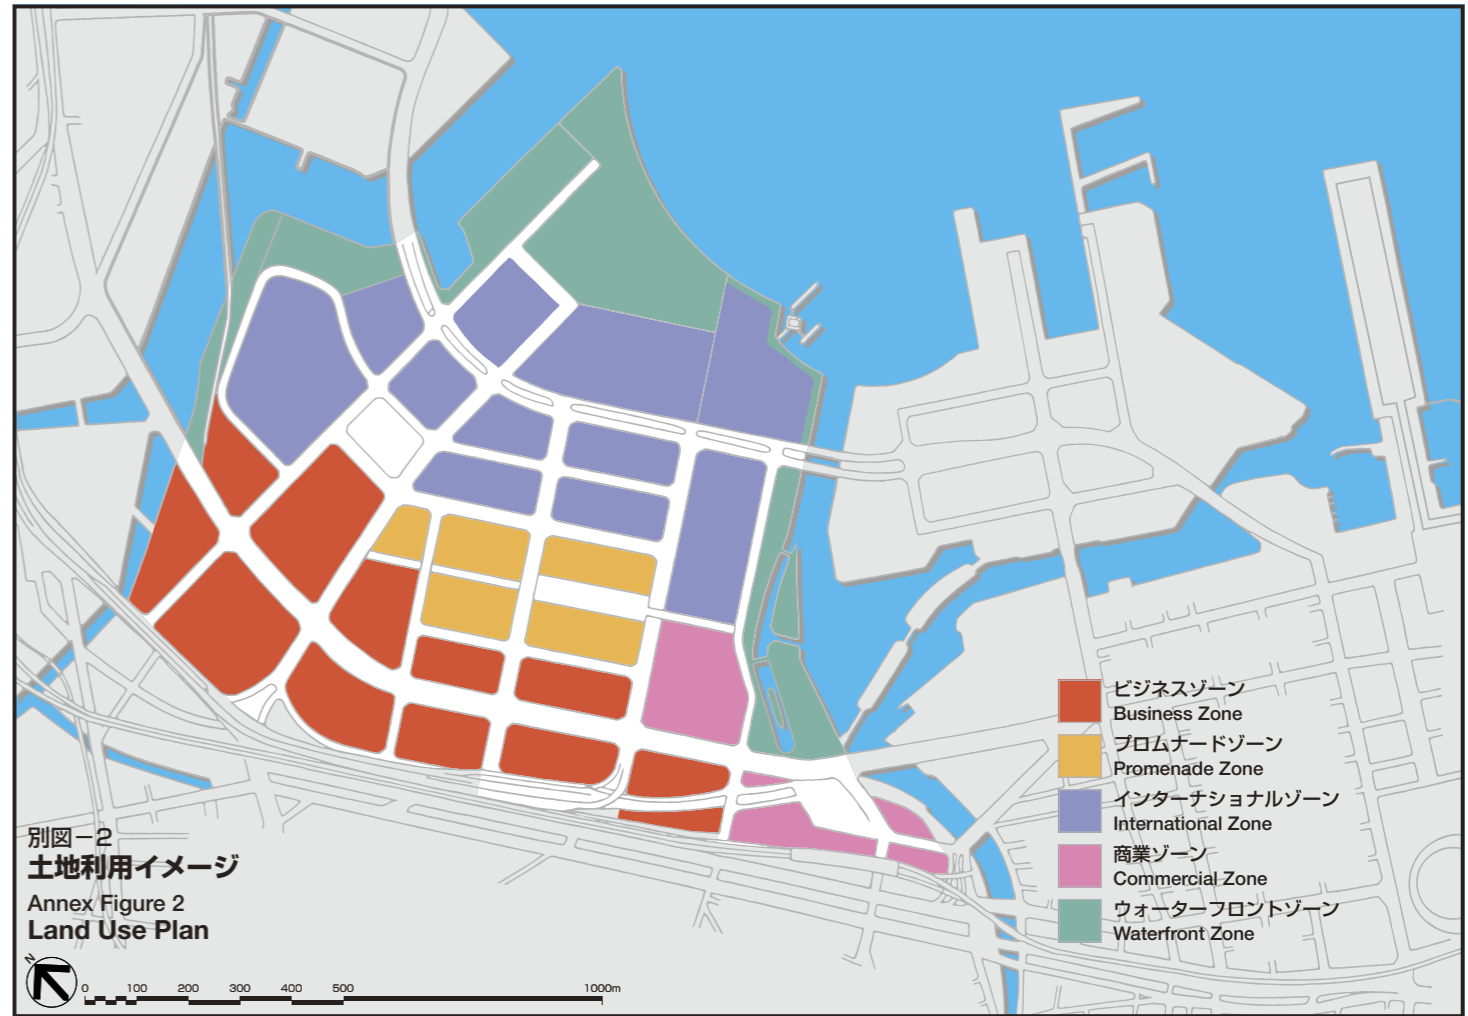 ビジネスゾーン
Business Zone
プロムナードゾーン
Promenade Zone
インターナショナルゾーン
International Zone
商業ゾーン
Commercial Zone
ウォーターフロントゾーン
Waterfront Zone
別図－2
土地利用イメージ
Annex Figure 2
Land Use Plan
N
0 100 200 300 400 500 1000m